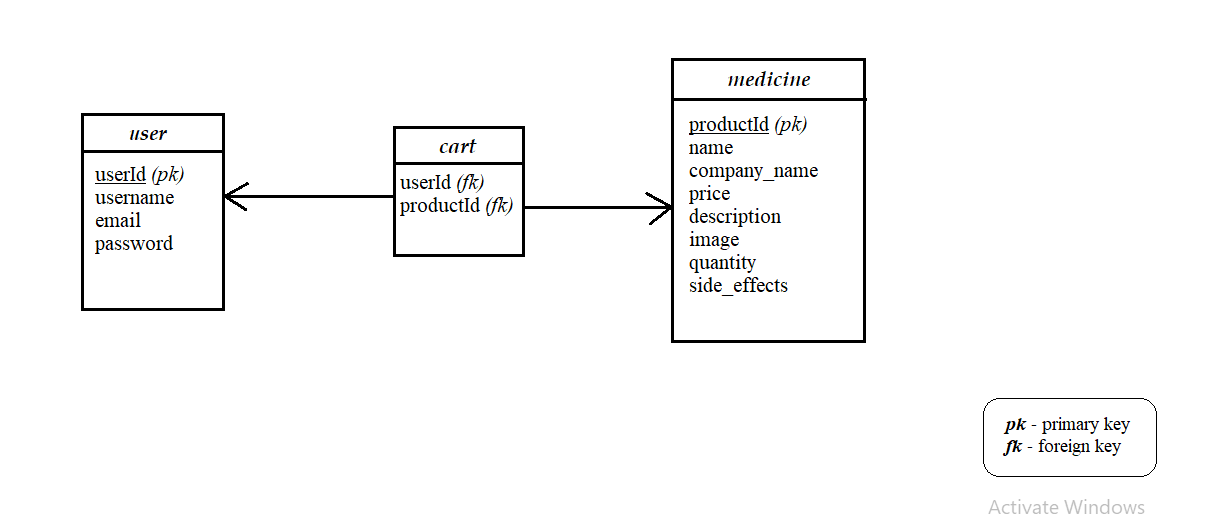 user
userId (pk)
username
email
password
cart
userId (fk)
productId (fk)
medicine
productId (pk)
name
company_name
price
description
image
quantity
side_effects
pk - primary key
fk - foreign key
Activate Windows